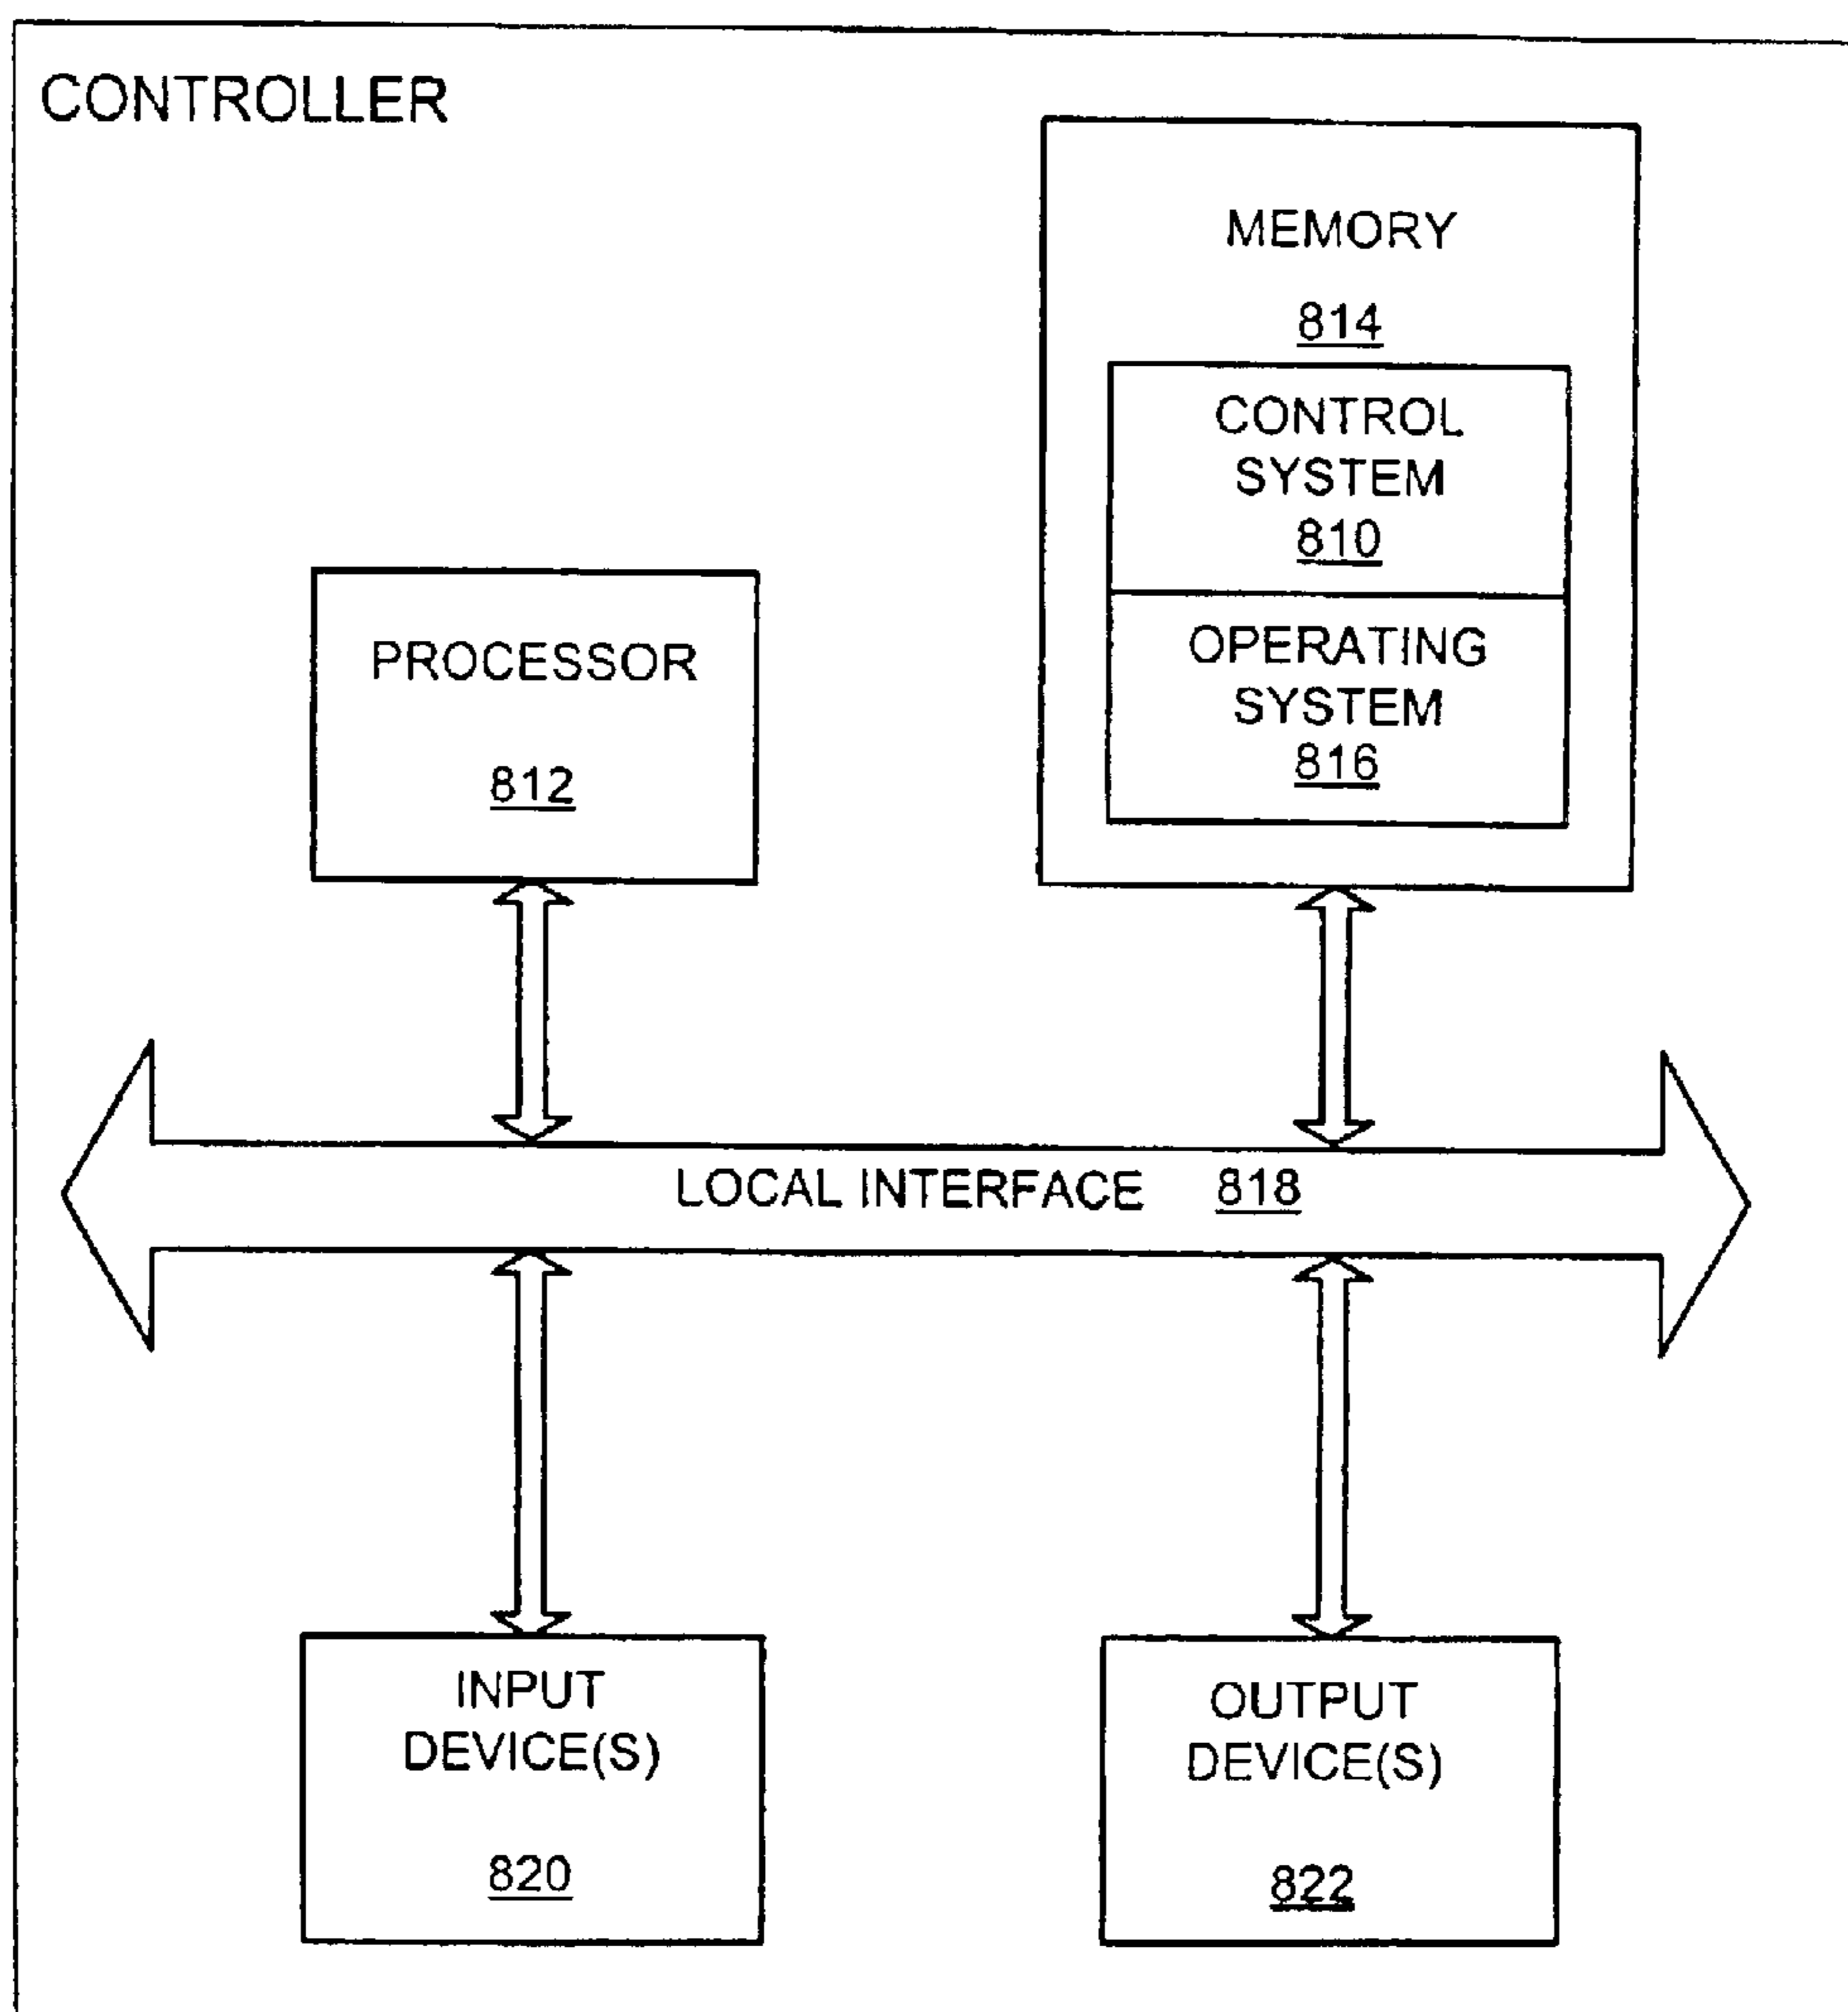 CONTROLLER
MEMORY
814
CONTROL
SYSTEM
810
OPERATING
SYSTEM
816
PROCESSOR
812
LOCAL INTERFACE 818
INPUT
DEVICE(S)
820
OUTPUT
DEVICE(S)
822